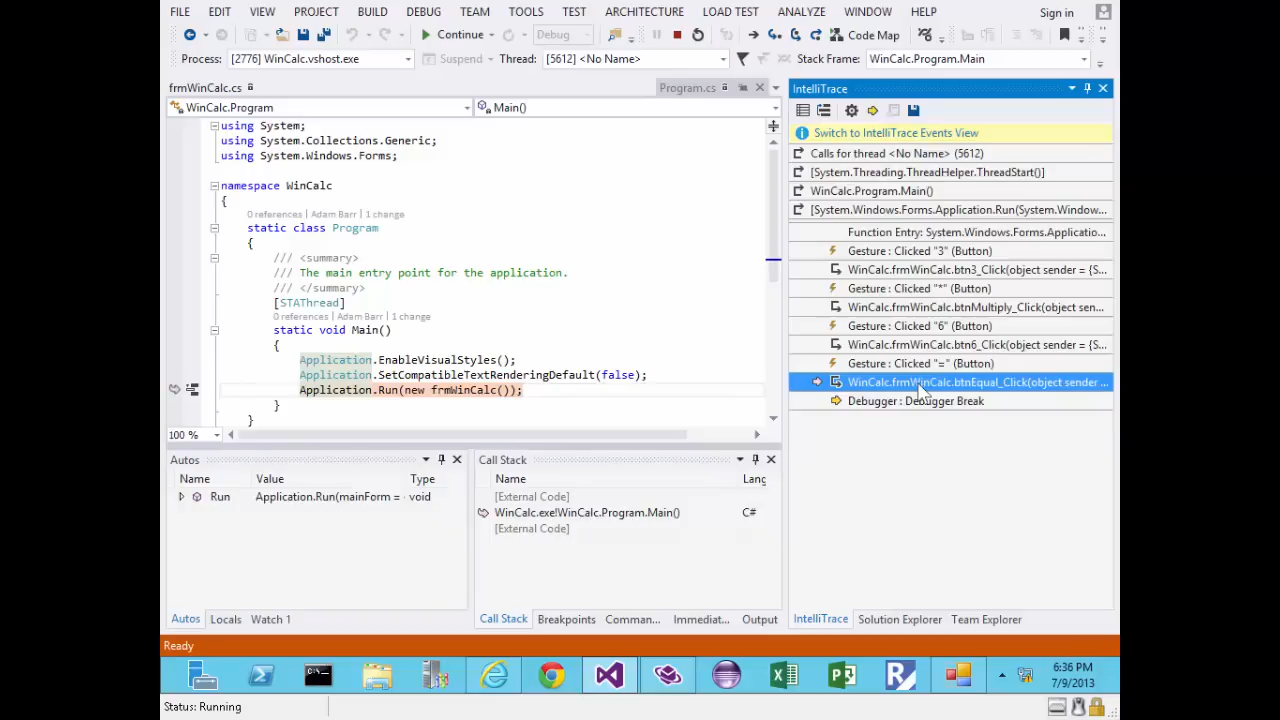 FILE EDIT VIEW PROJECT BUILD DEBUG TEAM TOOLS TEST ARCHITECTURE LOAD TEST ANALYZE WINDOW HELP Sign in
Continue Debug Code Map
Process: [2776] WinCalc.vshost.exe Suspend Thread: [5612] <No Name> Stack Frame: WinCalc.Program.Main
frmWinCalc.cs Program.cs
WinCalc.Program Main()
using System;
using System.Collections.Generic;
using System.Windows.Forms;
namespace WinCalc
{
0 references | Adam Barr | 1 change
static class Program
{
/// <summary>
/// The main entry point for the application.
/// </summary>
[STAThread]
0 references | Adam Barr | 1 change
static void Main()
{
Application.EnableVisualStyles();
Application.SetCompatibleTextRenderingDefault(false);
Application.Run(new frmWinCalc());
}
}
100 %
IntelliTrace
Switch to IntelliTrace Events View
Calls for thread <No Name> (5612)
[System.Threading.ThreadHelper.ThreadStart()]
WinCalc.Program.Main()
[System.Windows.Forms.Application.Run(System.Window...
Function Entry: System.Windows.Forms.Applicatio...
Gesture : Clicked "3" (Button)
WinCalc.frmWinCalc.btn3_Click(object sender = {S...
Gesture : Clicked "*" (Button)
WinCalc.frmWinCalc.btnMultiply_Click(object sen...
Gesture : Clicked "6" (Button)
WinCalc.frmWinCalc.btn6_Click(object sender = {S...
Gesture : Clicked "=" (Button)
WinCalc.frmWinCalc.btnEqual_Click(object sender ...
Debugger : Debugger Break
Autos
Name Value Type
Run Application.Run(mainForm = void
Autos Locals Watch 1
Call Stack
Name Lang
[External Code]
WinCalc.exe!WinCalc.Program.Main() C#
[External Code]
Call Stack Breakpoints Comman... Immediat... Output
IntelliTrace Solution Explorer Team Explorer
Ready
6:36 PM
7/9/2013
Status: Running